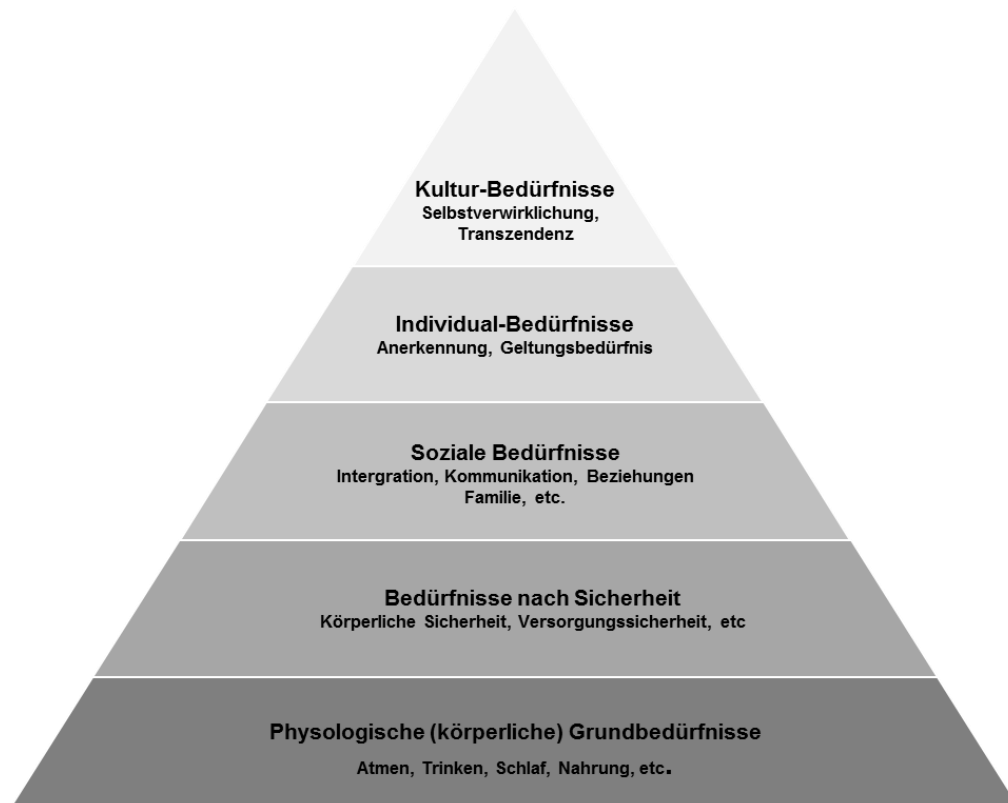 Kultur-Bedürfnisse
Selbstverwirklichung,
Transzendenz
Individual-Bedürfnisse
Anerkennung, Geltungsbedürfnis
Soziale Bedürfnisse
Intergration, Kommunikation, Beziehungen
Familie, etc.
Bedürfnisse nach Sicherheit
Körperliche Sicherheit, Versorgungssicherheit, etc
Physologische (körperliche) Grundbedürfnisse
Atmen, Trinken, Schlaf, Nahrung, etc.